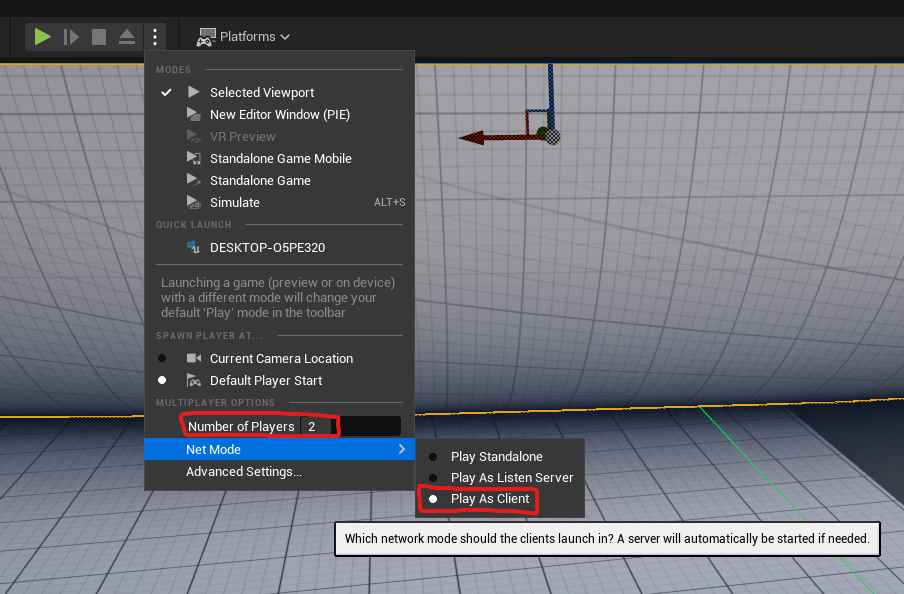 Platforms
MODES
Selected Viewport
New Editor Window (PIE)
VR Preview
Standalone Game Mobile
Standalone Game
Simulate ALT+S
QUICK LAUNCH
DESKTOP-O5PE320
Launching a game (preview or on device)
with a different mode will change your
default 'Play' mode in the toolbar
SPAWN PLAYER AT...
Current Camera Location
Default Player Start
MULTIPLAYER OPTIONS
Number of Players 2
Net Mode
Advanced Settings...
Play Standalone
Play As Listen Server
Play As Client
Which network mode should the clients launch in? A server will automatically be started if needed.